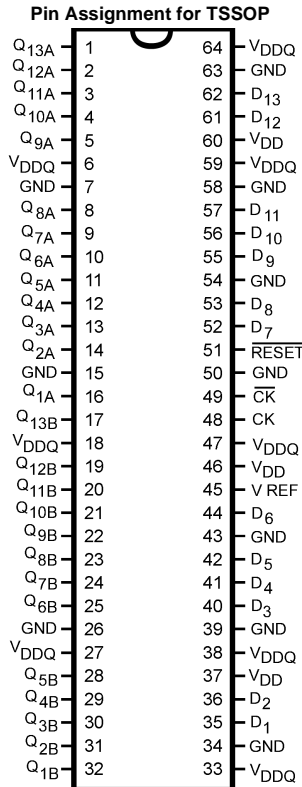 Pin Assignment for TSSOP
Q13A 1 64 VDDQ
Q12A 2 63 GND
Q11A 3 62 D13
Q10A 4 61 D12
Q9A 5 60 VDD
VDDQ 6 59 VDDQ
GND 7 58 GND
Q8A 8 57 D11
Q7A 9 56 D10
Q6A 10 55 D9
Q5A 11 54 GND
Q4A 12 53 D8
Q3A 13 52 D7
Q2A 14 51 RESET
GND 15 50 GND
Q1A 16 49 CK
Q13B 17 48 CK
VDDQ 18 47 VDDQ
Q12B 19 46 VDD
Q11B 20 45 V REF
Q10B 21 44 D6
Q9B 22 43 GND
Q8B 23 42 D5
Q7B 24 41 D4
Q6B 25 40 D3
GND 26 39 GND
VDDQ 27 38 VDDQ
Q5B 28 37 VDD
Q4B 29 36 D2
Q3B 30 35 D1
Q2B 31 34 GND
Q1B 32 33 VDDQ